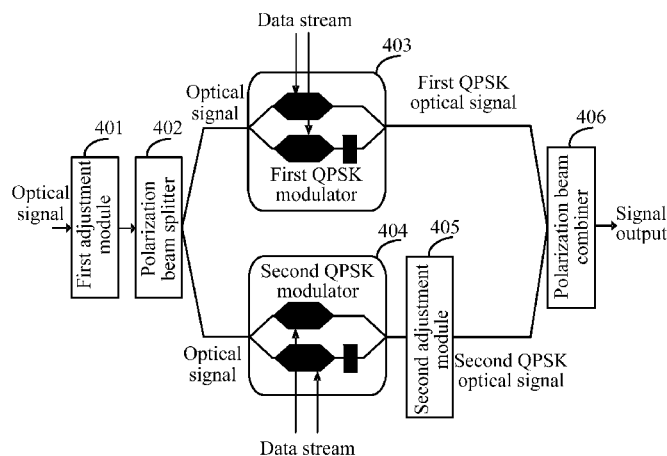 Data stream
403
Optical
signal
First QPSK
optical signal
First QPSK
modulator
401
402
406
Optical
signal
First adjustment
module
Polarization
beam splitter
Polarization beam
combiner
Signal
output
404
405
Second QPSK
modulator
Optical
signal
Second adjustment
module
Second QPSK
optical signal
Data stream